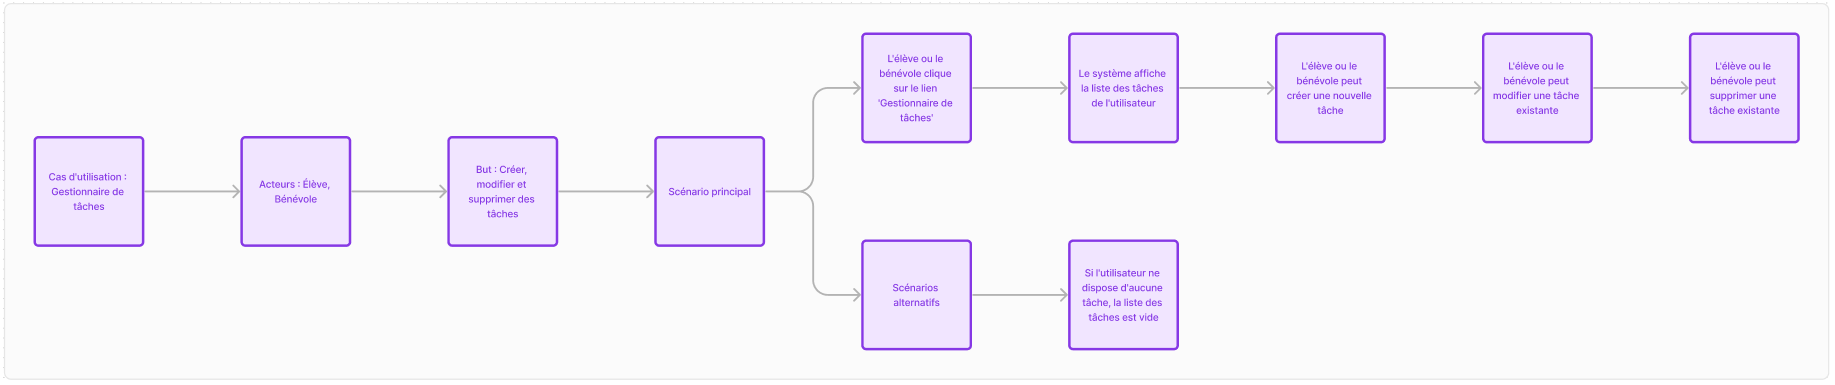 Cas d'utilisation :
Gestionnaire de
tâches
Acteurs : Élève,
Bénévole
But : Créer,
modifier et
supprimer des
tâches
Scénario principal
L'élève ou le
bénévole clique
sur le lien
'Gestionnaire de
tâches'
Le système affiche
la liste des tâches
de l'utilisateur
L'élève ou le
bénévole peut
créer une nouvelle
tâche
L'élève ou le
bénévole peut
modifier une tâche
existante
L'élève ou le
bénévole peut
supprimer une
tâche existante
Scénarios
alternatifs
Si l'utilisateur ne
dispose d'aucune
tâche, la liste des
tâches est vide